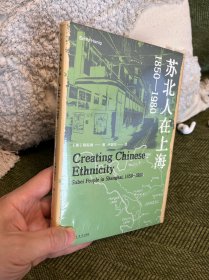 苏北人在上海
1850—1980
Creating Chinese
Ethnicity
Subei People in Shanghai, 1850-1980